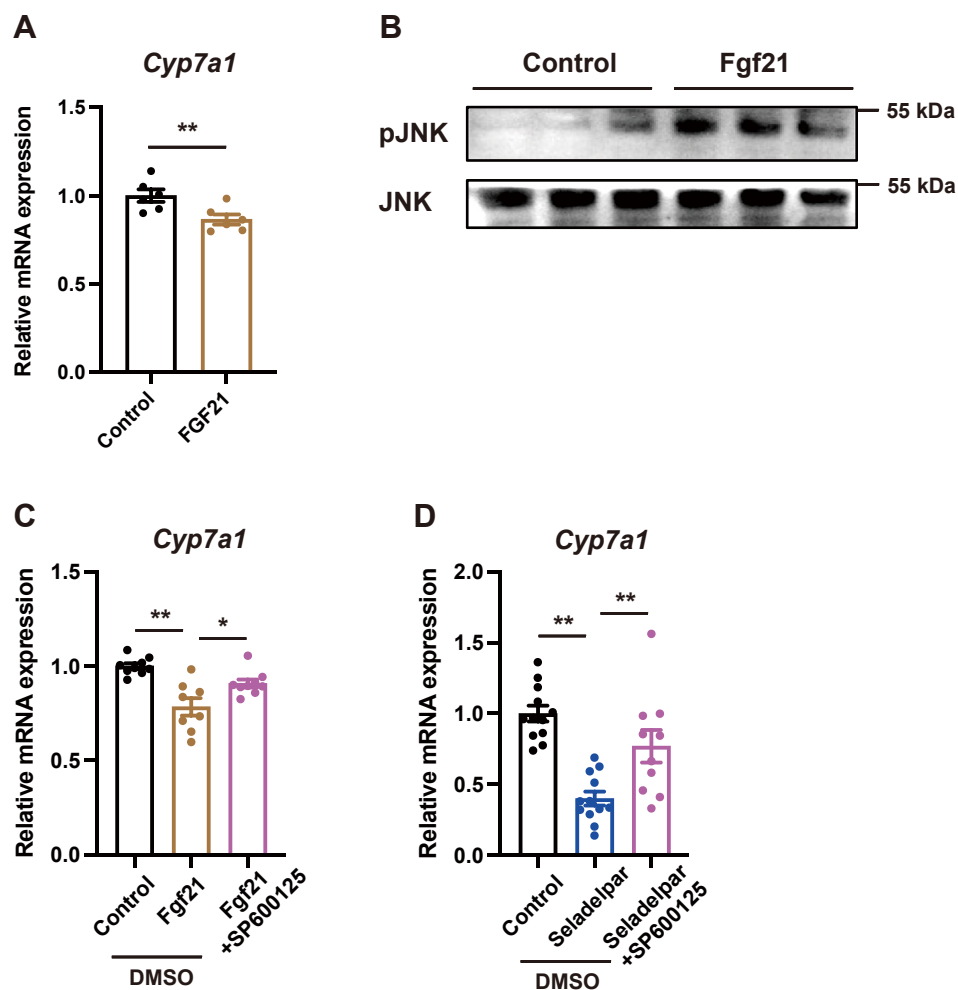 A
Cyp7a1
Relative mRNA expression
1.5
1.0
0.5
0.0
**
Control
FGF21
B
Control
Fgf21
pJNK
55 kDa
JNK
55 kDa
C
Cyp7a1
Relative mRNA expression
1.5
1.0
0.5
0.0
**
*
Control
Fgf21
Fgf21
+SP600125
DMSO
D
Cyp7a1
Relative mRNA expression
2.0
1.5
1.0
0.5
0.0
**
**
Control
Seladelpar
Seladelpar
+SP600125
DMSO